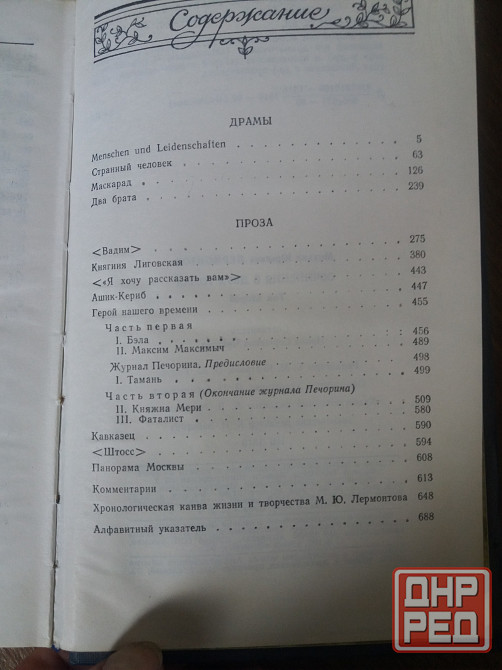 Содержание
ДРАМЫ
Menschen und Leidenschaften . . . . . . . . . . 5
Странный человек . . . . . . . . . . 63
Маскарад . . . . . . . . . . 126
Два брата . . . . . . . . . . 239
ПРОЗА
<Вадим> . . . . . . . . . . 275
Княгиня Лиговская . . . . . . . . . . 380
<«Я хочу рассказать вам»> . . . . . . . . . . 443
Ашик-Кериб . . . . . . . . . . 447
Герой нашего времени . . . . . . . . . . 455
Часть первая . . . . . . . . . . 456
I. Бэла . . . . . . . . . . 489
II. Максим Максимыч
Журнал Печорина. Предисловие . . . . . . . . . . 498
I. Тамань . . . . . . . . . . 499
Часть вторая (Окончание журнала Печорина)
II. Княжна Мери . . . . . . . . . . 509
III. Фаталист . . . . . . . . . . 580
Кавказец . . . . . . . . . . 590
<Штосс> . . . . . . . . . . 594
Панорама Москвы . . . . . . . . . . 608
Комментарии . . . . . . . . . . 613
Хронологическая канва жизни и творчества М. Ю. Лермонтова 648
Алфавитный указатель . . . . . . . . . . 688
ДНР
РЕД